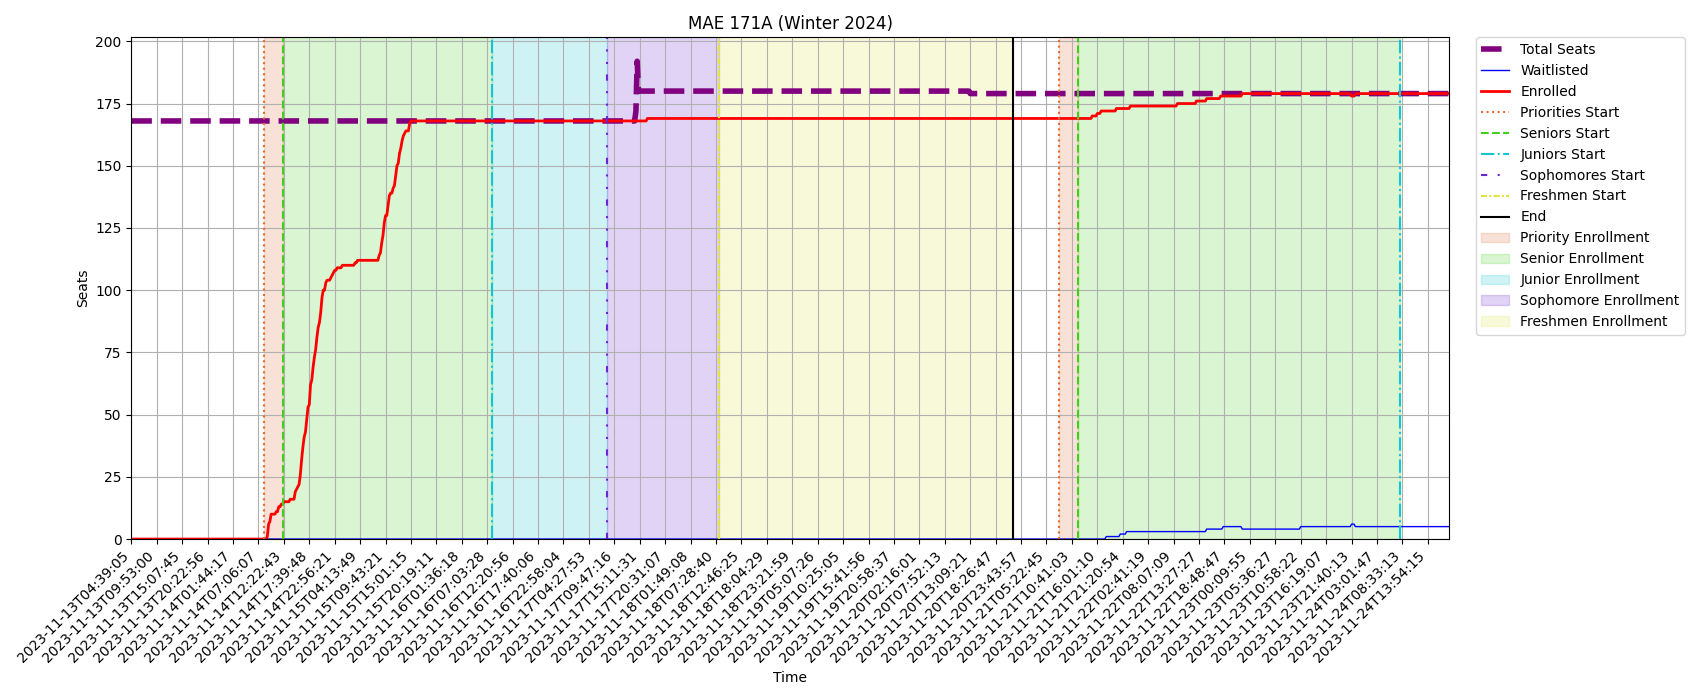 MAE 171A (Winter 2024)
Seats
200
175
150
125
100
75
50
25
0
2023-11-13T04:39:05
2023-11-13T09:53:00
2023-11-13T15:07:45
2023-11-13T20:22:56
2023-11-14T01:44:17
2023-11-14T07:06:07
2023-11-14T12:22:43
2023-11-14T17:39:48
2023-11-14T22:56:21
2023-11-15T04:13:49
2023-11-15T09:43:21
2023-11-15T15:01:15
2023-11-15T20:19:11
2023-11-16T01:36:18
2023-11-16T07:03:28
2023-11-16T12:20:56
2023-11-16T17:40:06
2023-11-16T22:58:04
2023-11-17T04:27:53
2023-11-17T09:47:16
2023-11-17T15:11:31
2023-11-17T20:31:07
2023-11-18T01:49:08
2023-11-18T07:28:40
2023-11-18T12:46:25
2023-11-18T18:04:29
2023-11-18T23:21:59
2023-11-19T05:07:26
2023-11-19T10:25:05
2023-11-19T15:41:56
2023-11-19T20:58:37
2023-11-20T02:16:01
2023-11-20T07:52:13
2023-11-20T13:09:21
2023-11-20T18:26:47
2023-11-20T23:43:57
2023-11-21T05:22:45
2023-11-21T10:41:03
2023-11-21T16:01:10
2023-11-21T21:20:54
2023-11-22T02:41:19
2023-11-22T08:07:09
2023-11-22T13:27:27
2023-11-22T18:48:47
2023-11-23T00:09:55
2023-11-23T05:36:27
2023-11-23T10:58:22
2023-11-23T16:19:07
2023-11-23T21:40:13
2023-11-24T03:01:47
2023-11-24T08:33:13
2023-11-24T13:54:15
Time
Total Seats
Waitlisted
Enrolled
Priorities Start
Seniors Start
Juniors Start
Sophomores Start
Freshmen Start
End
Priority Enrollment
Senior Enrollment
Junior Enrollment
Sophomore Enrollment
Freshmen Enrollment